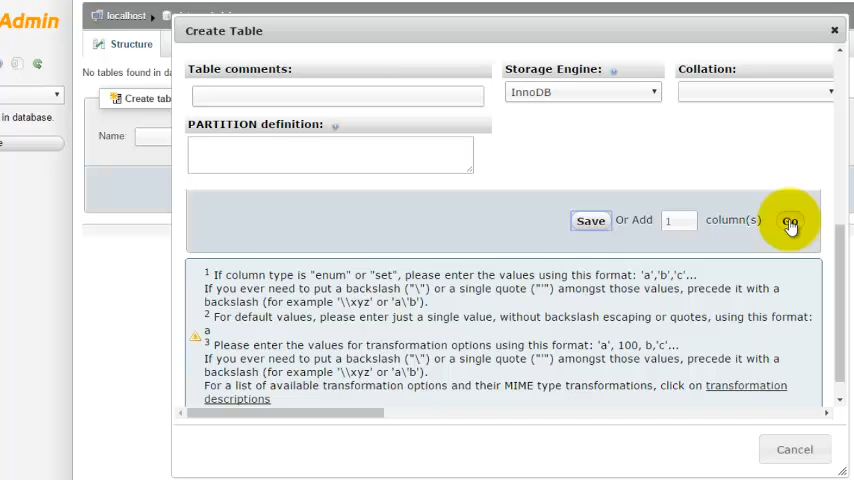 Admin
localhost
Create Table
Structure
Table comments:
Storage Engine:
Collation:
No tables found in da
InnoDB
Create tab
in database.
PARTITION definition:
Name:
Save Or Add 1 column(s) Go
1 If column type is "enum" or "set", please enter the values using this format: 'a','b','c'...
If you ever need to put a backslash ("\") or a single quote ("'") amongst those values, precede it with a
backslash (for example '\\xyz' or 'a\'b').
2 For default values, please enter just a single value, without backslash escaping or quotes, using this format:
a
3 Please enter the values for transformation options using this format: 'a', 100, b,'c'...
If you ever need to put a backslash ("\") or a single quote ("'") amongst those values, precede it with a
backslash (for example '\\xyz' or 'a\'b').
For a list of available transformation options and their MIME type transformations, click on transformation
descriptions
Cancel